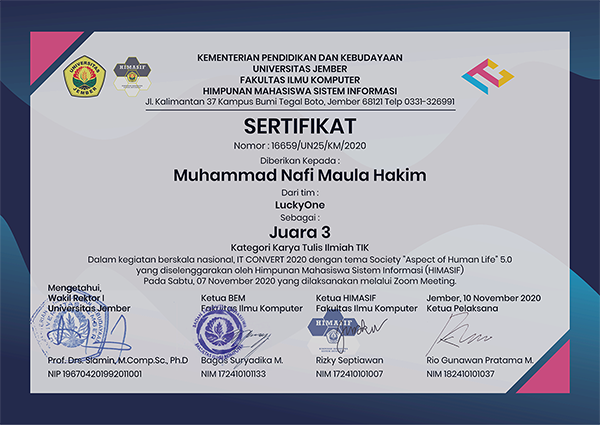 KEMENTERIAN PENDIDIKAN DAN KEBUDAYAAN
UNIVERSITAS JEMBER
FAKULTAS ILMU KOMPUTER
HIMPUNAN MAHASISWA SISTEM INFORMASI
Jl. Kalimantan 37 Kampus Bumi Tegal Boto, Jember 68121 Telp 0331-326991
UNIVERSITAS
JEMBER
HIMASIF
SERTIFIKAT
Nomor : 16659/UN25/KM/2020
Diberikan Kepada :
Muhammad Nafi Maula Hakim
Dari tim :
LuckyOne
Sebagai :
Juara 3
Kategori Karya Tulis Ilmiah TIK
Dalam kegiatan berskala nasional, IT CONVERT 2020 dengan tema Society "Aspect of Human Life" 5.0
yang diselenggarakan oleh Himpunan Mahasiswa Sistem Informasi (HIMASIF)
Pada Sabtu, 07 November 2020 yang dilaksanakan melalui Zoom Meeting.
Mengetahui,
Wakil Rektor I
Universitas Jember
Prof. Drs. Slamin, M.Comp.Sc., Ph.D
NIP 196704201992011001
Ketua BEM
Fakultas Ilmu Komputer
Bagus Suryadika M.
NIM 172410101133
Ketua HIMASIF
Fakultas Ilmu Komputer
HIMASIF
Rizky Septiawan
NIM 172410101007
Jember, 10 November 2020
Ketua Pelaksana
Rio Gunawan Pratama M.
NIM 182410101037